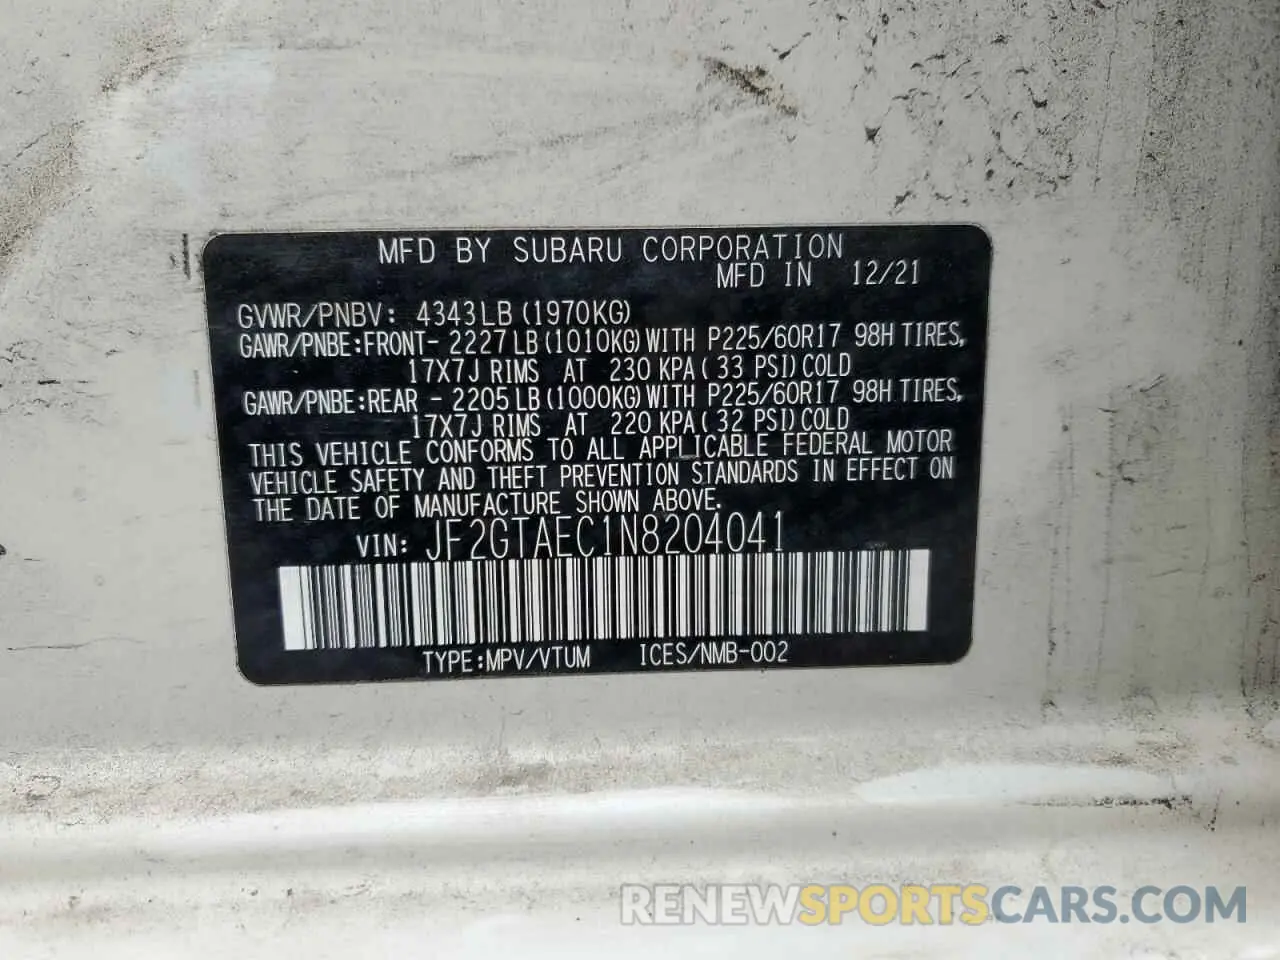 MFD BY SUBARU CORPORATION
MFD IN 12/21
GVWR/PNBV: 4343LB(1970KG)
GAWR/PNBE:FRONT- 2227LB(1010KG)WITH P225/60R17 98H TIRES,
17X7J RIMS AT 230 KPA(33 PSI)COLD
GAWR/PNBE:REAR - 2205LB(1000KG)WITH P225/60R17 98H TIRES,
17X7J RIMS AT 220 KPA(32 PSI)COLD
THIS VEHICLE CONFORMS TO ALL APPLICABLE FEDERAL MOTOR
VEHICLE SAFETY AND THEFT PREVENTION STANDARDS IN EFFECT ON
THE DATE OF MANUFACTURE SHOWN ABOVE.
VIN: JF2GTAEC1N8204041
TYPE:MPV/VTUM ICES/NMB-002
RENEWSPORTSCARS.COM